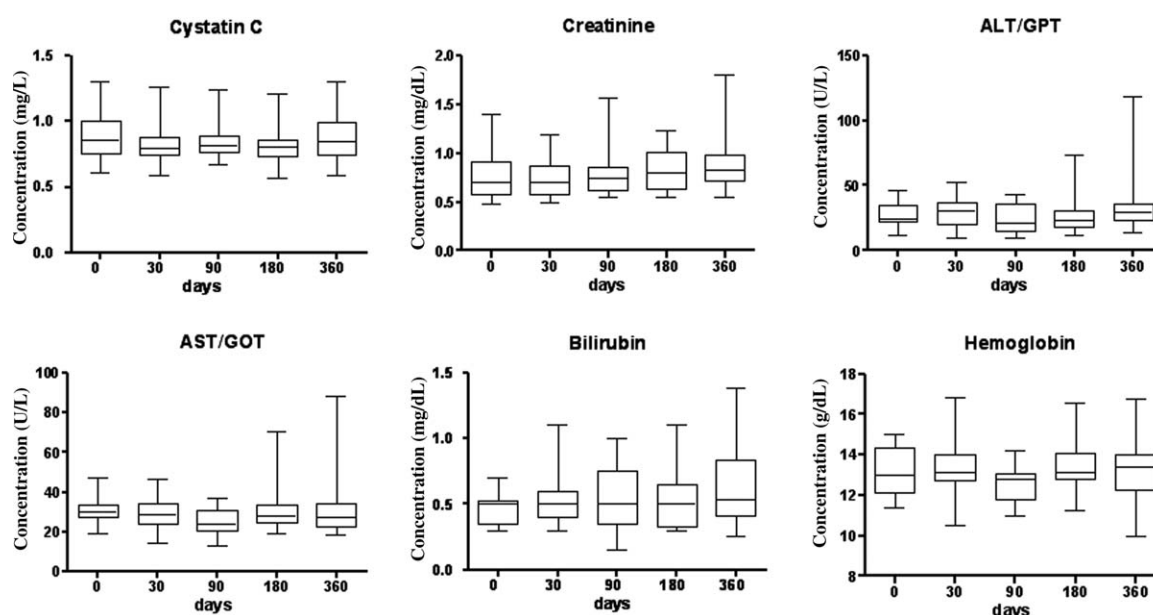 Cystatin C
Concentration (mg/L)
1.5
1.0
0.5
0.0
0 30 90 180 360
days
Creatinine
Concentration (mg/dL)
2.0
1.5
1.0
0.5
0.0
0 30 90 180 360
days
ALT/GPT
Concentration (U/L)
150
100
50
0
0 30 90 180 360
days
AST/GOT
Concentration (U/L)
100
80
60
40
20
0
0 30 90 180 360
days
Bilirubin
Concentration (mg/dL)
1.5
1.0
0.5
0.0
0 30 90 180 360
days
Hemoglobin
Concentration (g/dL)
18
16
14
12
10
8
0 30 90 180 360
days